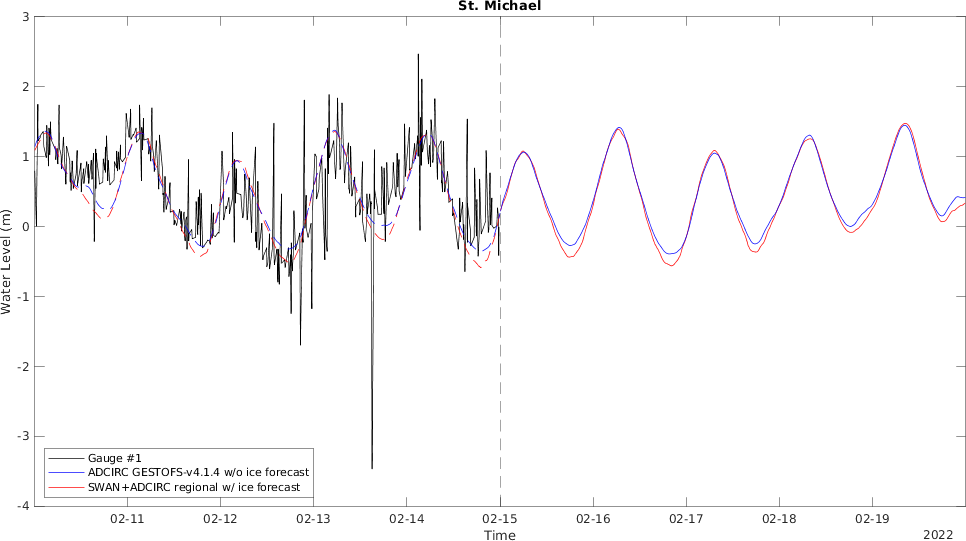 St. Michael
3
2
1
0
-1
-2
-3
-4
Water Level (m)
Gauge #1
ADCIRC GESTOFS-v4.1.4 w/o ice forecast
SWAN+ADCIRC regional w/ ice forecast
02-11 02-12 02-13 02-14 02-15 02-16 02-17 02-18 02-19
Time
2022